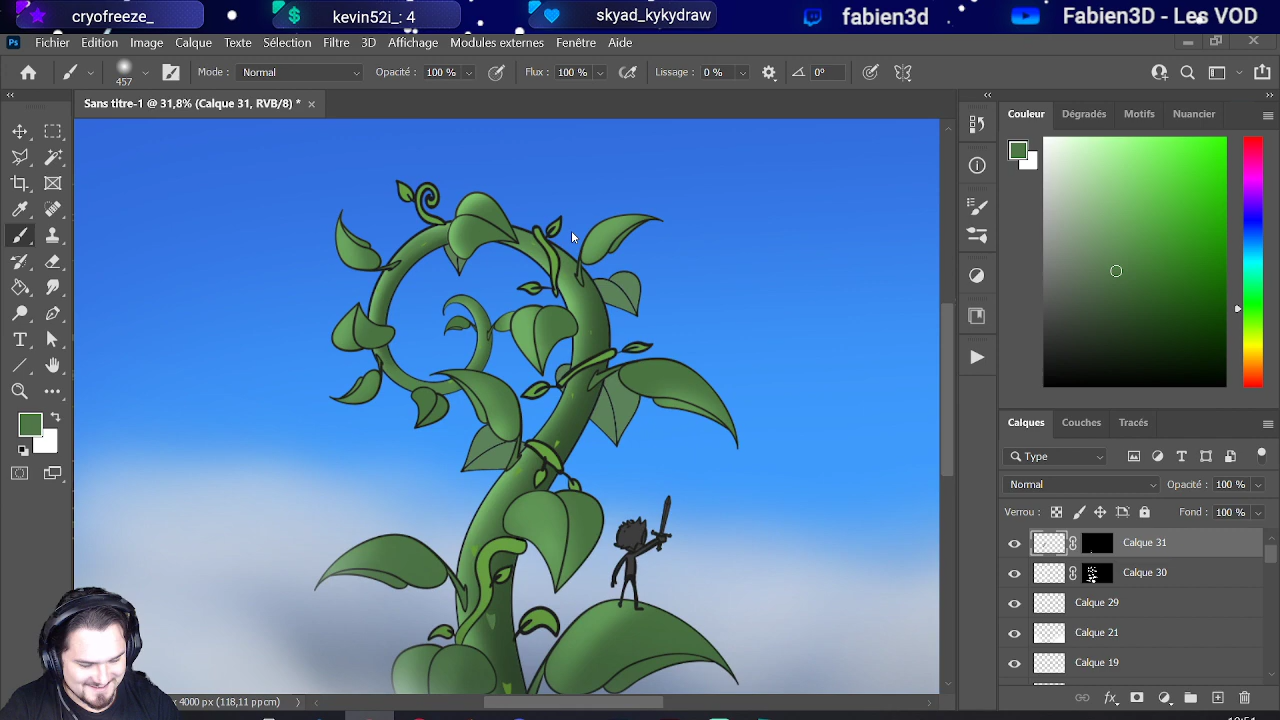 cryofreeze_ kevin52i_: 4 skyad_kykydraw fabien3d Fabien3D - Les VOD
Ps Fichier Edition Image Calque Texte Sélection Filtre 3D Affichage Modules externes Fenêtre Aide
457 Mode : Normal Opacité : 100 % Flux : 100 % Lissage : 0 % 0°
Sans titre-1 @ 31,8% (Calque 31, RVB/8) *
Couleur Dégradés Motifs Nuancier
Calques Couches Tracés
Type
Normal Opacité : 100 %
Verrou : Fond : 100 %
Calque 31
Calque 30
Calque 29
Calque 21
Calque 19
4000 px (118,11 ppcm)